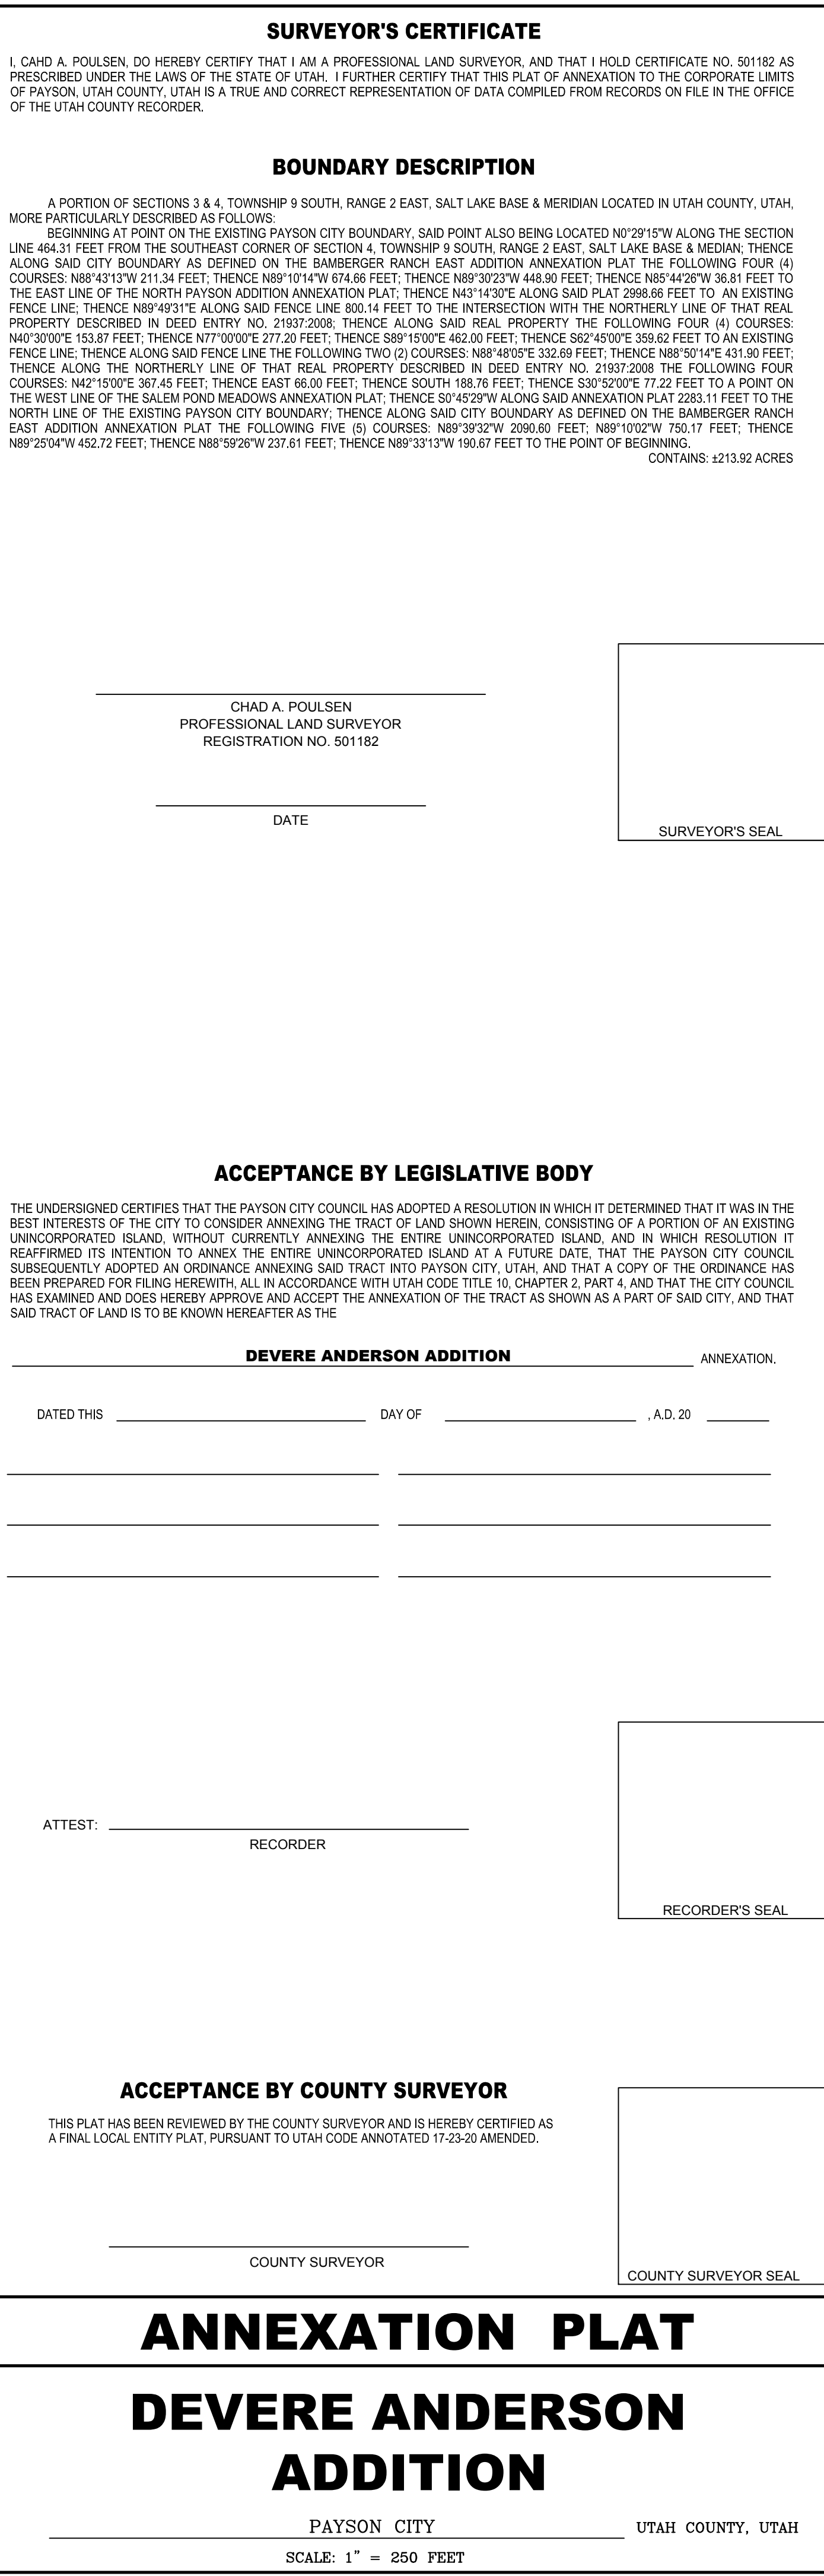 SURVEYOR'S CERTIFICATE
I, CAHD A. POULSEN, DO HEREBY CERTIFY THAT I AM A PROFESSIONAL LAND SURVEYOR, AND THAT I HOLD CERTIFICATE NO. 501182 AS
PRESCRIBED UNDER THE LAWS OF THE STATE OF UTAH. I FURTHER CERTIFY THAT THIS PLAT OF ANNEXATION TO THE CORPORATE LIMITS
OF PAYSON, UTAH COUNTY, UTAH IS A TRUE AND CORRECT REPRESENTATION OF DATA COMPILED FROM RECORDS ON FILE IN THE OFFICE
OF THE UTAH COUNTY RECORDER.
BOUNDARY DESCRIPTION
A PORTION OF SECTIONS 3 & 4, TOWNSHIP 9 SOUTH, RANGE 2 EAST, SALT LAKE BASE & MERIDIAN LOCATED IN UTAH COUNTY, UTAH,
MORE PARTICULARLY DESCRIBED AS FOLLOWS:
BEGINNING AT POINT ON THE EXISTING PAYSON CITY BOUNDARY, SAID POINT ALSO BEING LOCATED N0°29'15"W ALONG THE SECTION
LINE 464.31 FEET FROM THE SOUTHEAST CORNER OF SECTION 4, TOWNSHIP 9 SOUTH, RANGE 2 EAST, SALT LAKE BASE & MEDIAN; THENCE
ALONG SAID CITY BOUNDARY AS DEFINED ON THE BAMBERGER RANCH EAST ADDITION ANNEXATION PLAT THE FOLLOWING FOUR (4)
COURSES: N88°43'13"W 211.34 FEET; THENCE N89°10'14"W 674.66 FEET; THENCE N89°30'23"W 448.90 FEET; THENCE N85°44'26"W 36.81 FEET TO
THE EAST LINE OF THE NORTH PAYSON ADDITION ANNEXATION PLAT; THENCE N43°14'30"E ALONG SAID PLAT 2998.66 FEET TO AN EXISTING
FENCE LINE; THENCE N89°49'31"E ALONG SAID FENCE LINE 800.14 FEET TO THE INTERSECTION WITH THE NORTHERLY LINE OF THAT REAL
PROPERTY DESCRIBED IN DEED ENTRY NO. 21937:2008; THENCE ALONG SAID REAL PROPERTY THE FOLLOWING FOUR (4) COURSES:
N40°30'00"E 153.87 FEET; THENCE N77°00'00"E 277.20 FEET; THENCE S89°15'00"E 462.00 FEET; THENCE S62°45'00"E 359.62 FEET TO AN EXISTING
FENCE LINE; THENCE ALONG SAID FENCE LINE THE FOLLOWING TWO (2) COURSES: N88°48'05"E 332.69 FEET; THENCE N88°50'14"E 431.90 FEET;
THENCE ALONG THE NORTHERLY LINE OF THAT REAL PROPERTY DESCRIBED IN DEED ENTRY NO. 21937:2008 THE FOLLOWING FOUR
COURSES: N42°15'00"E 367.45 FEET; THENCE EAST 66.00 FEET; THENCE SOUTH 188.76 FEET; THENCE S30°52'00"E 77.22 FEET TO A POINT ON
THE WEST LINE OF THE SALEM POND MEADOWS ANNEXATION PLAT; THENCE S0°45'29"W ALONG SAID ANNEXATION PLAT 2283.11 FEET TO THE
NORTH LINE OF THE EXISTING PAYSON CITY BOUNDARY; THENCE ALONG SAID CITY BOUNDARY AS DEFINED ON THE BAMBERGER RANCH
EAST ADDITION ANNEXATION PLAT THE FOLLOWING FIVE (5) COURSES: N89°39'32"W 2090.60 FEET; N89°10'02"W 750.17 FEET; THENCE
N89°25'04"W 452.72 FEET; THENCE N88°59'26"W 237.61 FEET; THENCE N89°33'13"W 190.67 FEET TO THE POINT OF BEGINNING.
CONTAINS: ±213.92 ACRES
CHAD A. POULSEN
PROFESSIONAL LAND SURVEYOR
REGISTRATION NO. 501182
DATE
SURVEYOR'S SEAL
ACCEPTANCE BY LEGISLATIVE BODY
THE UNDERSIGNED CERTIFIES THAT THE PAYSON CITY COUNCIL HAS ADOPTED A RESOLUTION IN WHICH IT DETERMINED THAT IT WAS IN THE
BEST INTERESTS OF THE CITY TO CONSIDER ANNEXING THE TRACT OF LAND SHOWN HEREIN, CONSISTING OF A PORTION OF AN EXISTING
UNINCORPORATED ISLAND, WITHOUT CURRENTLY ANNEXING THE ENTIRE UNINCORPORATED ISLAND, AND IN WHICH RESOLUTION IT
REAFFIRMED ITS INTENTION TO ANNEX THE ENTIRE UNINCORPORATED ISLAND AT A FUTURE DATE, THAT THE PAYSON CITY COUNCIL
SUBSEQUENTLY ADOPTED AN ORDINANCE ANNEXING SAID TRACT INTO PAYSON CITY, UTAH, AND THAT A COPY OF THE ORDINANCE HAS
BEEN PREPARED FOR FILING HEREWITH, ALL IN ACCORDANCE WITH UTAH CODE TITLE 10, CHAPTER 2, PART 4, AND THAT THE CITY COUNCIL
HAS EXAMINED AND DOES HEREBY APPROVE AND ACCEPT THE ANNEXATION OF THE TRACT AS SHOWN AS A PART OF SAID CITY, AND THAT
SAID TRACT OF LAND IS TO BE KNOWN HEREAFTER AS THE
DEVERE ANDERSON ADDITION ANNEXATION.
DATED THIS DAY OF , A.D. 20
ATTEST:
RECORDER
RECORDER'S SEAL
ACCEPTANCE BY COUNTY SURVEYOR
THIS PLAT HAS BEEN REVIEWED BY THE COUNTY SURVEYOR AND IS HEREBY CERTIFIED AS
A FINAL LOCAL ENTITY PLAT, PURSUANT TO UTAH CODE ANNOTATED 17-23-20 AMENDED.
COUNTY SURVEYOR
COUNTY SURVEYOR SEAL
ANNEXATION PLAT
DEVERE ANDERSON
ADDITION
PAYSON CITY UTAH COUNTY, UTAH
SCALE: 1" = 250 FEET